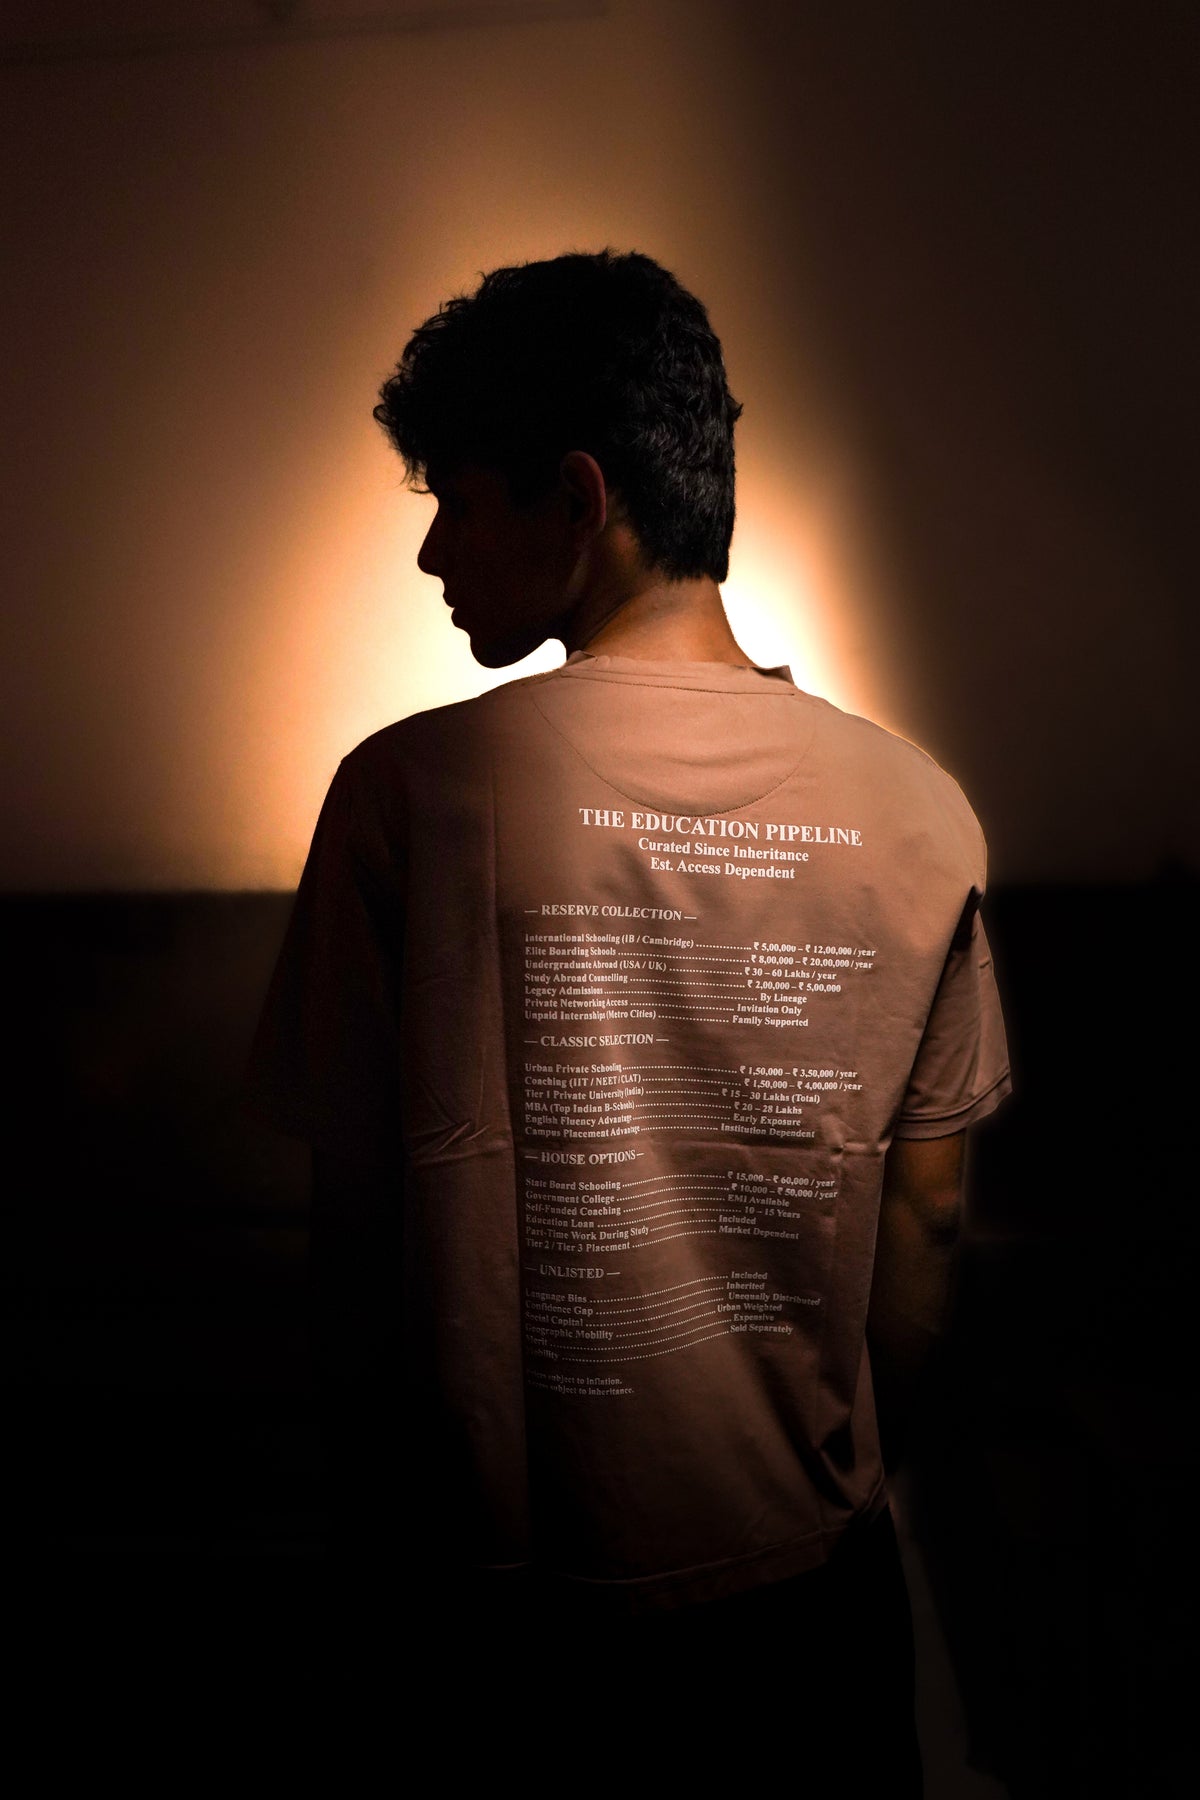 THE EDUCATION PIPELINE
Curated Since Inheritance
Est. Access Dependent
— RESERVE COLLECTION —
International Schooling (IB / Cambridge) ................ ₹ 5,00,000 – ₹ 12,00,000 / year
Elite Boarding Schools ................ ₹ 8,00,000 – ₹ 20,00,000 / year
Undergraduate Abroad (USA / UK) ................ ₹ 30 – 60 Lakhs / year
Study Abroad Counselling ................ ₹ 2,00,000 – ₹ 5,00,000
Legacy Admissions ................ By Lineage
Private Networking Access ................ Invitation Only
Unpaid Internships (Metro Cities) ................ Family Supported
— CLASSIC SELECTION —
Urban Private Schooling ................ ₹ 1,50,000 – ₹ 3,50,000 / year
Coaching (IIT / NEET / CLAT) ................ ₹ 1,50,000 – ₹ 4,00,000 / year
Tier 1 Private University (India) ................ ₹ 15 – 30 Lakhs (Total)
MBA (Top Indian B-Schools) ................ ₹ 20 – 28 Lakhs
English Fluency Advantage ................ Early Exposure
Campus Placement Advantage ................ Institution Dependent
— HOUSE OPTIONS —
State Board Schooling ................ ₹ 15,000 – ₹ 60,000 / year
Government College ................ ₹ 10,000 – ₹ 50,000 / year
Self-Funded Coaching ................ EMI Available
Education Loan ................ 10 – 15 Years
Part-Time Work During Study ................ Included
Tier 2 / Tier 3 Placement ................ Market Dependent
— UNLISTED —
Language Bias ................ Included
Confidence Gap ................ Inherited
Social Capital ................ Unequally Distributed
Geographic Mobility ................ Urban Weighted
Merit ................ Expensive
Mobility ................ Sold Separately
subject to inflation.
subject to inheritance.